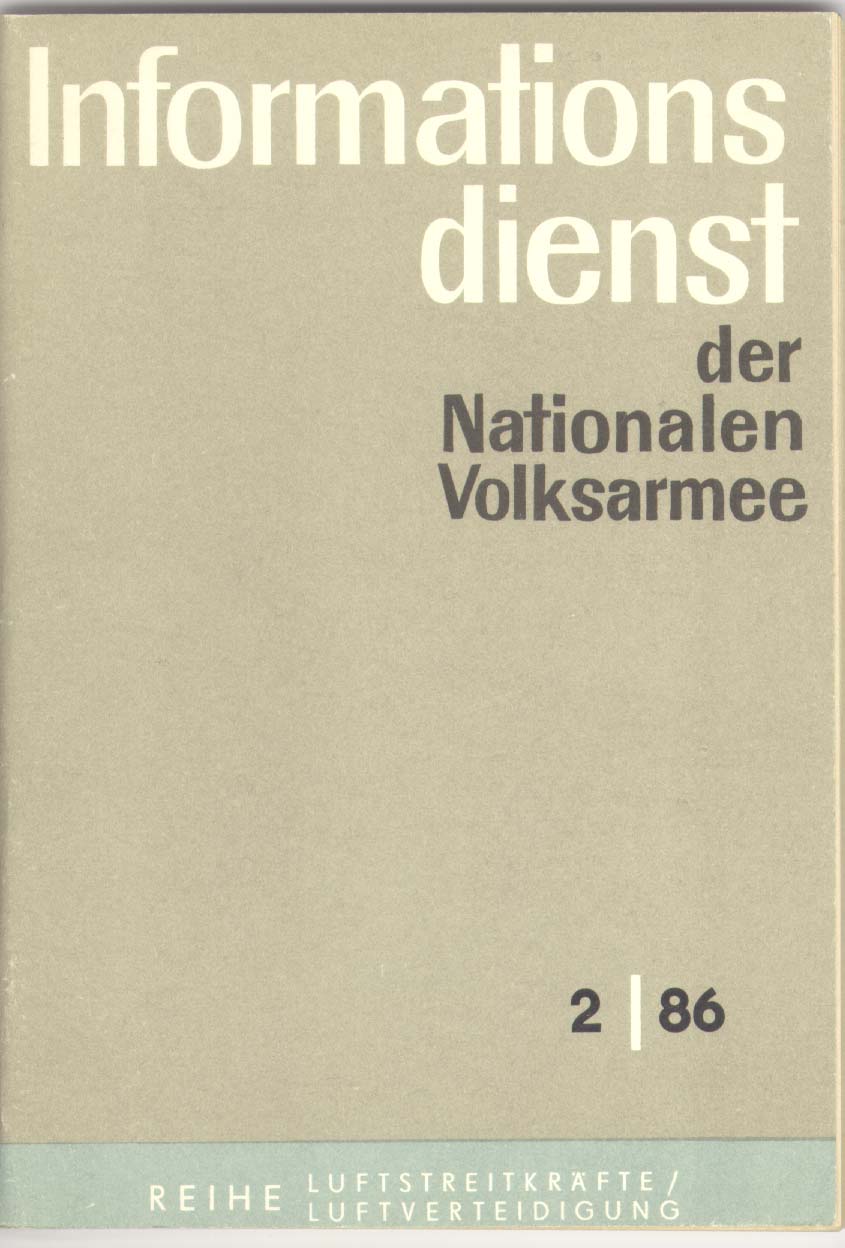 Informations
dienst
der
Nationalen
Volksarmee
2 | 86
REIHE LUFTSTREITKRÄFTE/
LUFTVERTEIDIGUNG